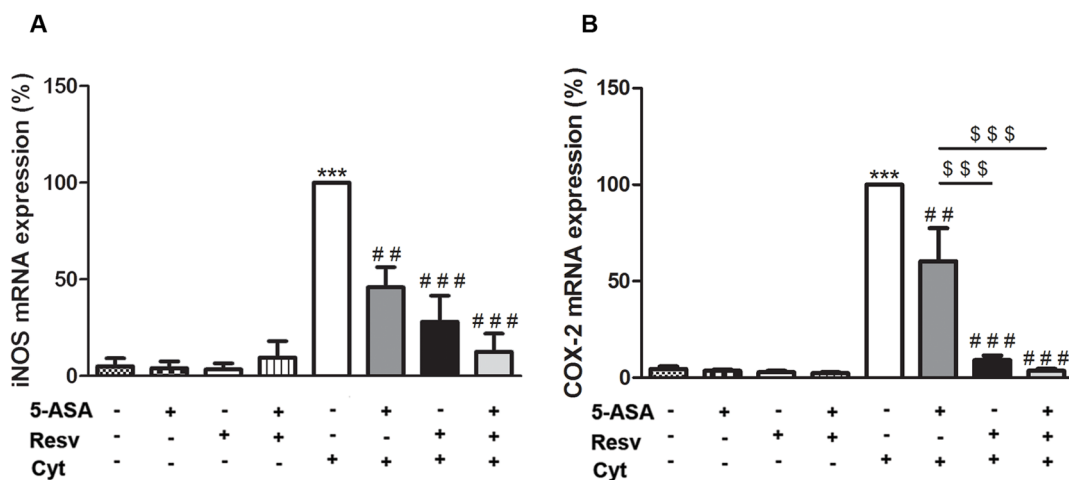 A
iNOS mRNA expression (%)
150
100
50
0
***
# #
# # #
# # #
5-ASA - + - + - + - +
Resv - - + + - - + +
Cyt - - - - + + + +
B
COX-2 mRNA expression (%)
150
100
50
0
$ $ $
$ $ $
***
# #
# # #
# # #
5-ASA - + - + - + - +
Resv - - + + - - + +
Cyt - - - - + + + +